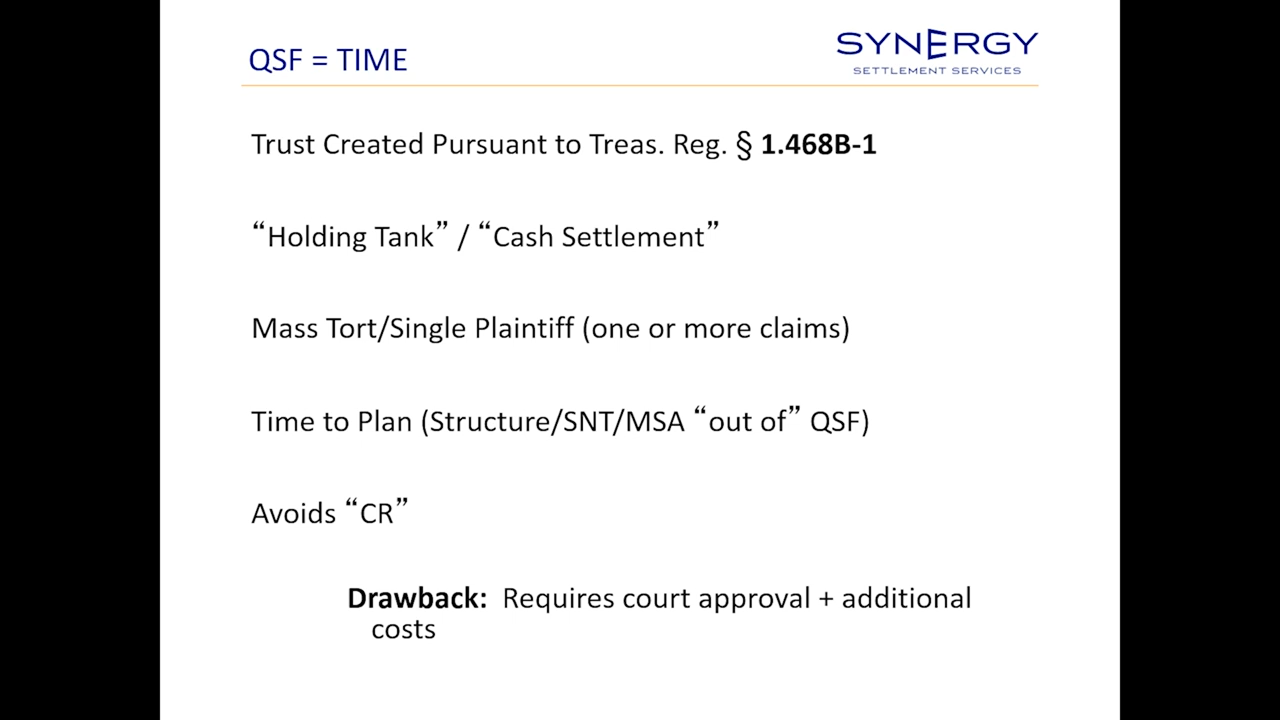 QSF = TIME
SYNERGY
SETTLEMENT SERVICES
Trust Created Pursuant to Treas. Reg. § 1.468B-1
“Holding Tank” / “Cash Settlement”
Mass Tort/Single Plaintiff (one or more claims)
Time to Plan (Structure/SNT/MSA “out of” QSF)
Avoids “CR”
Drawback: Requires court approval + additional
costs